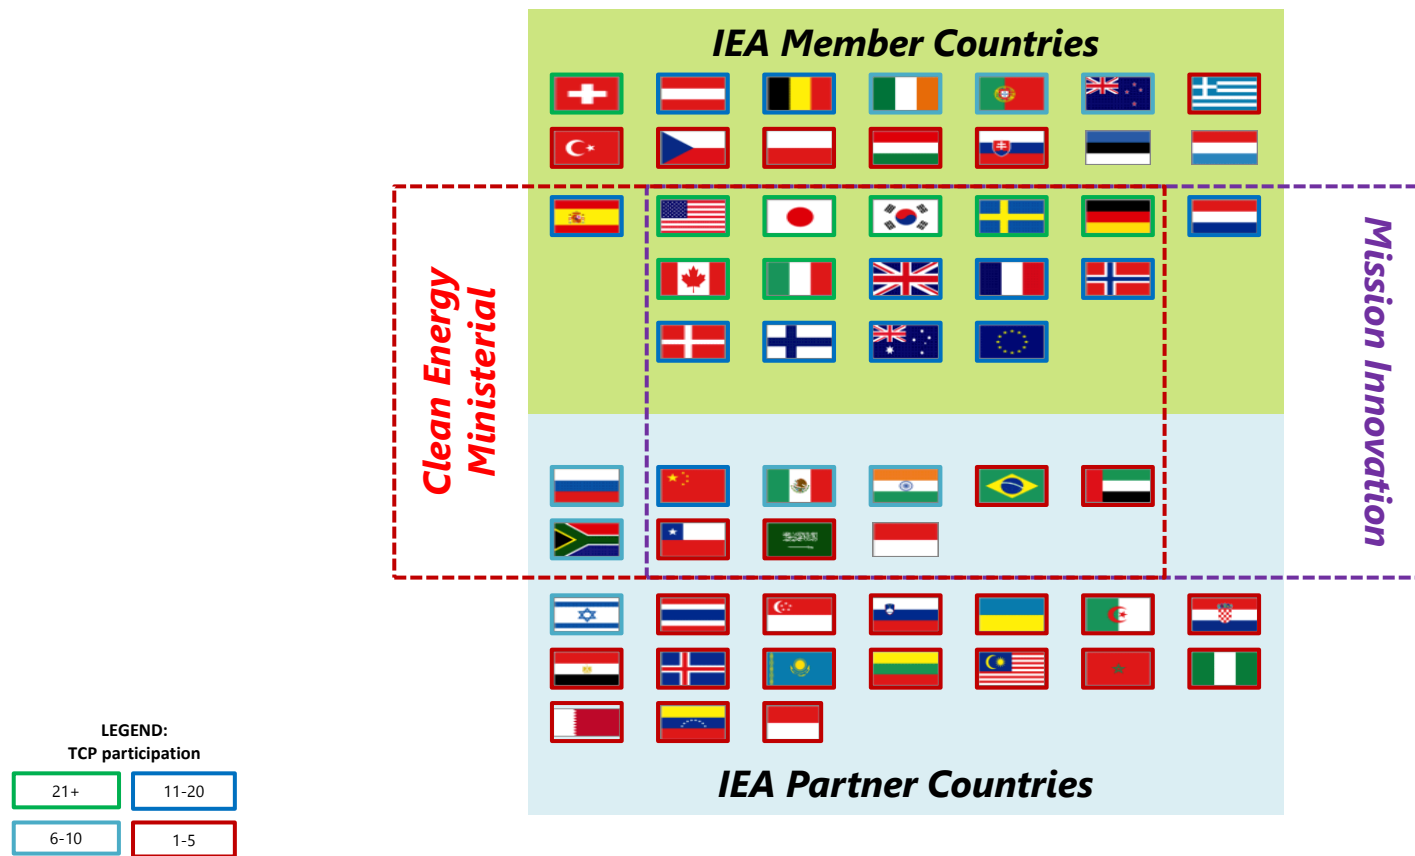 IEA Member Countries
Clean Energy
Ministerial
Mission Innovation
IEA Partner Countries
LEGEND:
TCP participation
21+
11-20
6-10
1-5